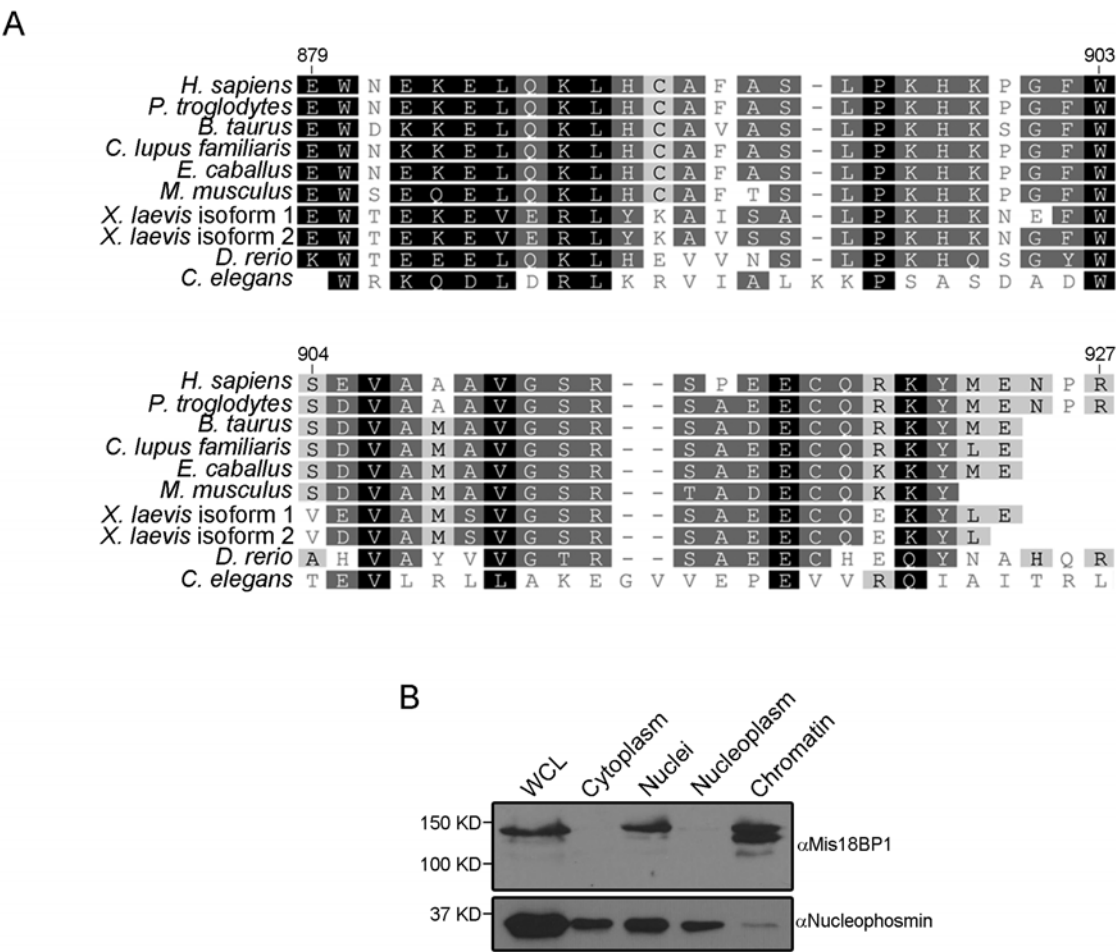 A
879 903
H. sapiens E W N E K E L Q K L H C A F A S - L P K H K P G F W
P. troglodytes E W N E K E L Q K L H C A F A S - L P K H K P G F W
B. taurus E W D K K E L Q K L H C A V A S - L P K H K S G F W
C. lupus familiaris E W N K K E L Q K L H C A F A S - L P K H K S G F W
E. caballus E W N E K E L Q K L H C A F A S - L P K H K P G F W
M. musculus E W S E Q E L Q K L H C A F T S - L P K H K P G F W
X. laevis isoform 1 E W T E K E V E R L Y K A I S A - L P K H K N E F W
X. laevis isoform 2 E W T E K E V E R L Y K A V S S - L P K H K N G F W
D. rerio K W T E E E L Q K L H E V V N S - L P K H Q S G Y W
C. elegans W R K Q D L D R L K R V I A L K K P S A S D A D W
904 927
H. sapiens S E V A A A V G S R - - S P E E C Q R K Y M E N P R
P. troglodytes S D V A A A V G S R - - S A E E C Q R K Y M E N P R
B. taurus S D V A M A V G S R - - S A D E C Q R K Y M E
C. lupus familiaris S D V A M A V G S R - - S A E E C Q R K Y L E
E. caballus S D V A M A V G S R - - S A E E C Q K K Y M E
M. musculus S D V A M A V G S R - - T A D E C Q K K Y
X. laevis isoform 1 V E V A M S V G S R - - S A E E C Q E K Y L E
X. laevis isoform 2 V D V A M S V G S R - - S A E E C Q E K Y L
D. rerio A H V A Y V V G T R - - S A E E C H E Q Y N A H Q R
C. elegans T E V L R L L A K E G V V E P E V V R Q I A I T R L
B
WCL Cytoplasm Nuclei Nucleoplasm Chromatin
150 KD
100 KD
αMis18BP1
37 KD
αNucleophosmin